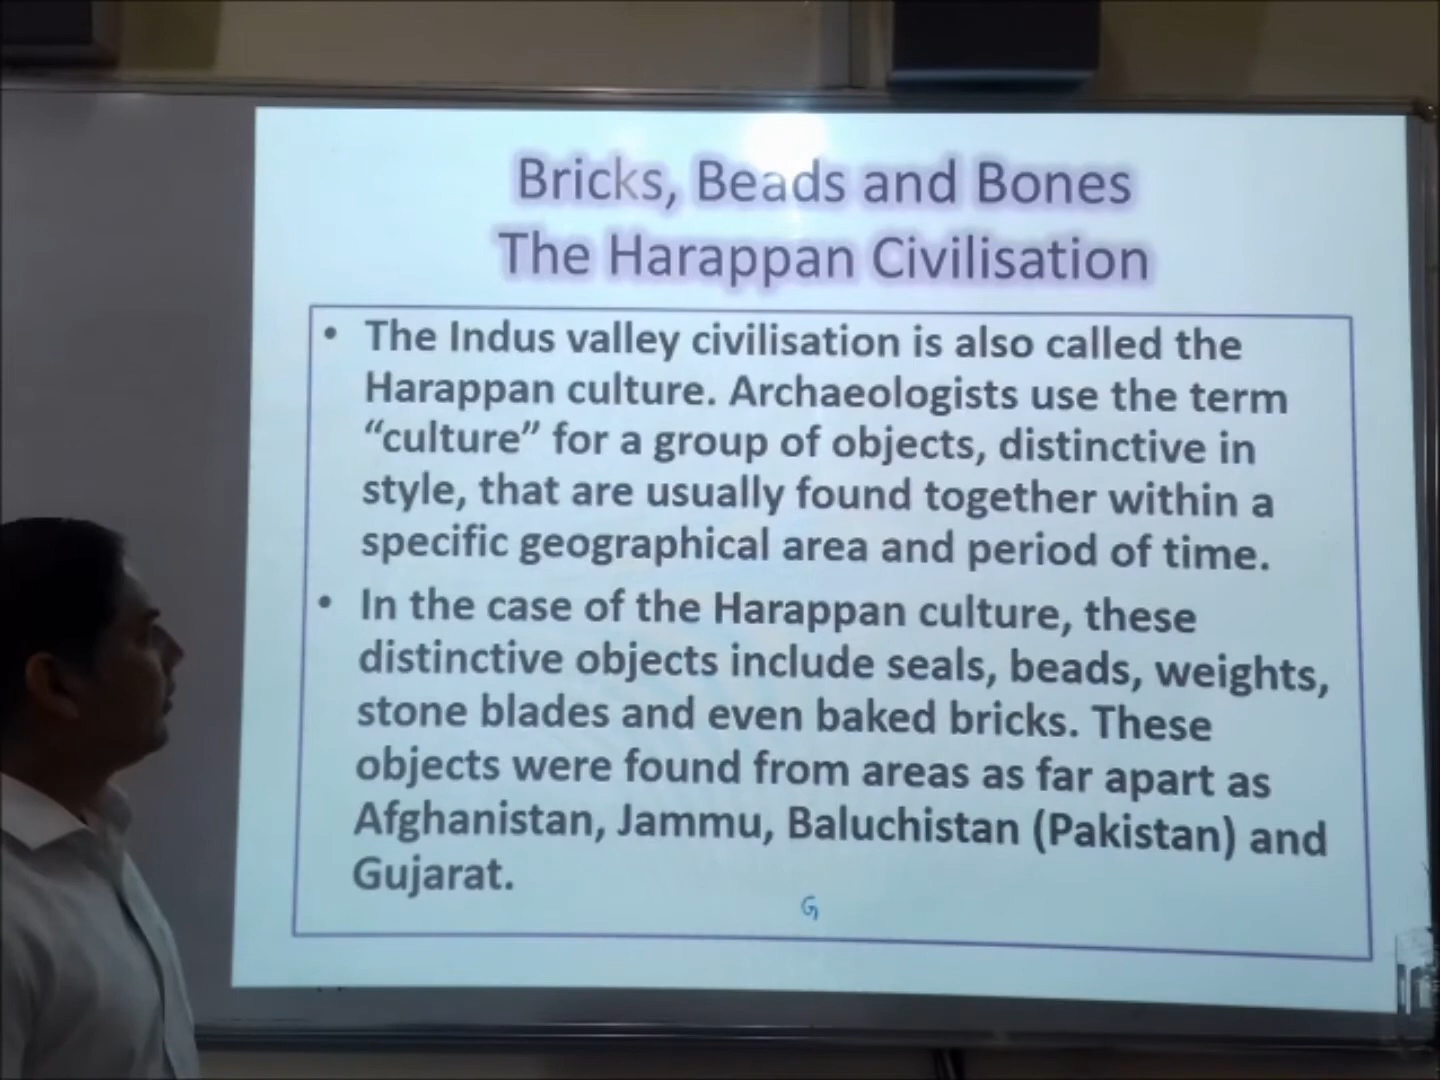 Bricks, Beads and Bones
The Harappan Civilisation
• The Indus valley civilisation is also called the
Harappan culture. Archaeologists use the term
“culture” for a group of objects, distinctive in
style, that are usually found together within a
specific geographical area and period of time.
• In the case of the Harappan culture, these
distinctive objects include seals, beads, weights,
stone blades and even baked bricks. These
objects were found from areas as far apart as
Afghanistan, Jammu, Baluchistan (Pakistan) and
Gujarat.
G